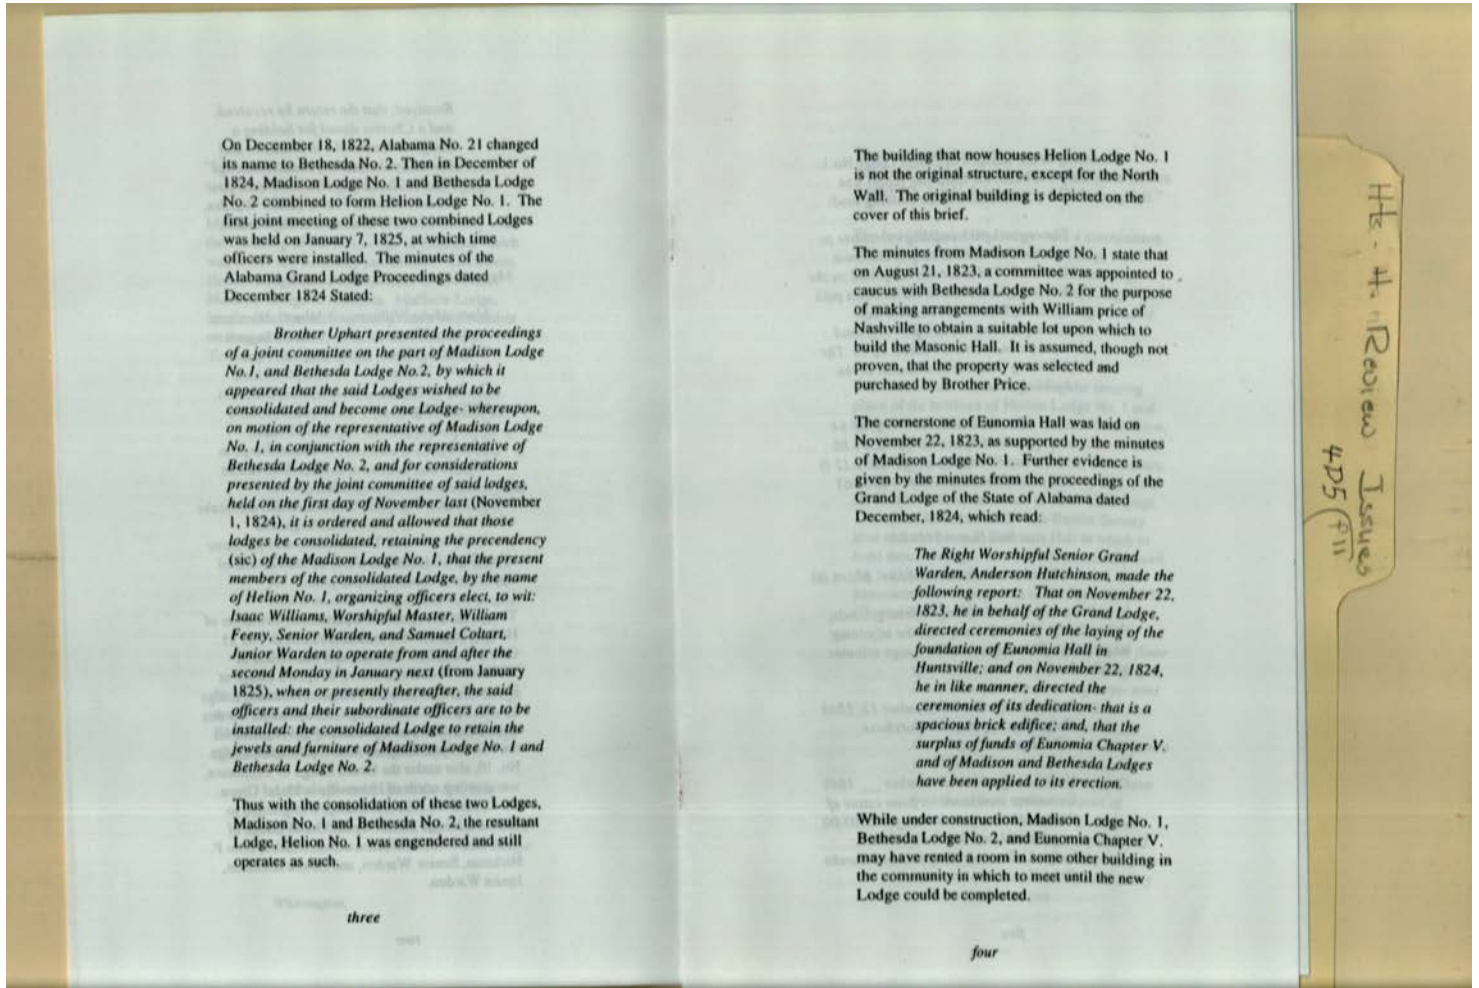 On December 18, 1822, Alabama No. 21 changed
its name to Bethesda No. 2. Then in December of
1824, Madison Lodge No. 1 and Bethesda Lodge
No. 2 combined to form Helion Lodge No. 1. The
first joint meeting of these two combined Lodges
was held on January 7, 1825, at which time
officers were installed. The minutes of the
Alabama Grand Lodge Proceedings dated
December 1824 Stated:
Brother Uphart presented the proceedings
of a joint committee on the part of Madison Lodge
No.1, and Bethesda Lodge No.2, by which it
appeared that the said Lodges wished to be
consolidated and become one Lodge- whereupon,
on motion of the representative of Madison Lodge
No. 1, in conjunction with the representative of
Bethesda Lodge No. 2, and for considerations
presented by the joint committee of said lodges,
held on the first day of November last (November
1, 1824), it is ordered and allowed that those
lodges be consolidated, retaining the precendency
(sic) of the Madison Lodge No. 1, that the present
members of the consolidated Lodge, by the name
of Helion No. 1, organizing officers elect, to wit:
Isaac Williams, Worshipful Master, William
Feeny, Senior Warden, and Samuel Coltart,
Junior Warden to operate from and after the
second Monday in January next (from January
1825), when or presently thereafter, the said
officers and their subordinate officers are to be
installed: the consolidated Lodge to retain the
jewels and furniture of Madison Lodge No. 1 and
Bethesda Lodge No. 2.
Thus with the consolidation of these two Lodges,
Madison No. 1 and Bethesda No. 2, the resultant
Lodge, Helion No. 1 was engendered and still
operates as such.
three
The building that now houses Helion Lodge No. 1
is not the original structure, except for the North
Wall. The original building is depicted on the
cover of this brief.
The minutes from Madison Lodge No. 1 state that
on August 21, 1823, a committee was appointed to
caucus with Bethesda Lodge No. 2 for the purpose
of making arrangements with William price of
Nashville to obtain a suitable lot upon which to
build the Masonic Hall. It is assumed, though not
proven, that the property was selected and
purchased by Brother Price.
The cornerstone of Eunomia Hall was laid on
November 22, 1823, as supported by the minutes
of Madison Lodge No. 1. Further evidence is
given by the minutes from the proceedings of the
Grand Lodge of the State of Alabama dated
December, 1824, which read:
The Right Worshipful Senior Grand
Warden, Anderson Hutchinson, made the
following report: That on November 22,
1823, he in behalf of the Grand Lodge,
directed ceremonies of the laying of the
foundation of Eunomia Hall in
Huntsville; and on November 22, 1824,
he in like manner, directed the
ceremonies of its dedication- that is a
spacious brick edifice; and, that the
surplus of funds of Eunomia Chapter V.
and of Madison and Bethesda Lodges
have been applied to its erection.
While under construction, Madison Lodge No. 1,
Bethesda Lodge No. 2, and Eunomia Chapter V.
may have rented a room in some other building in
the community in which to meet until the new
Lodge could be completed.
four
Review Issues